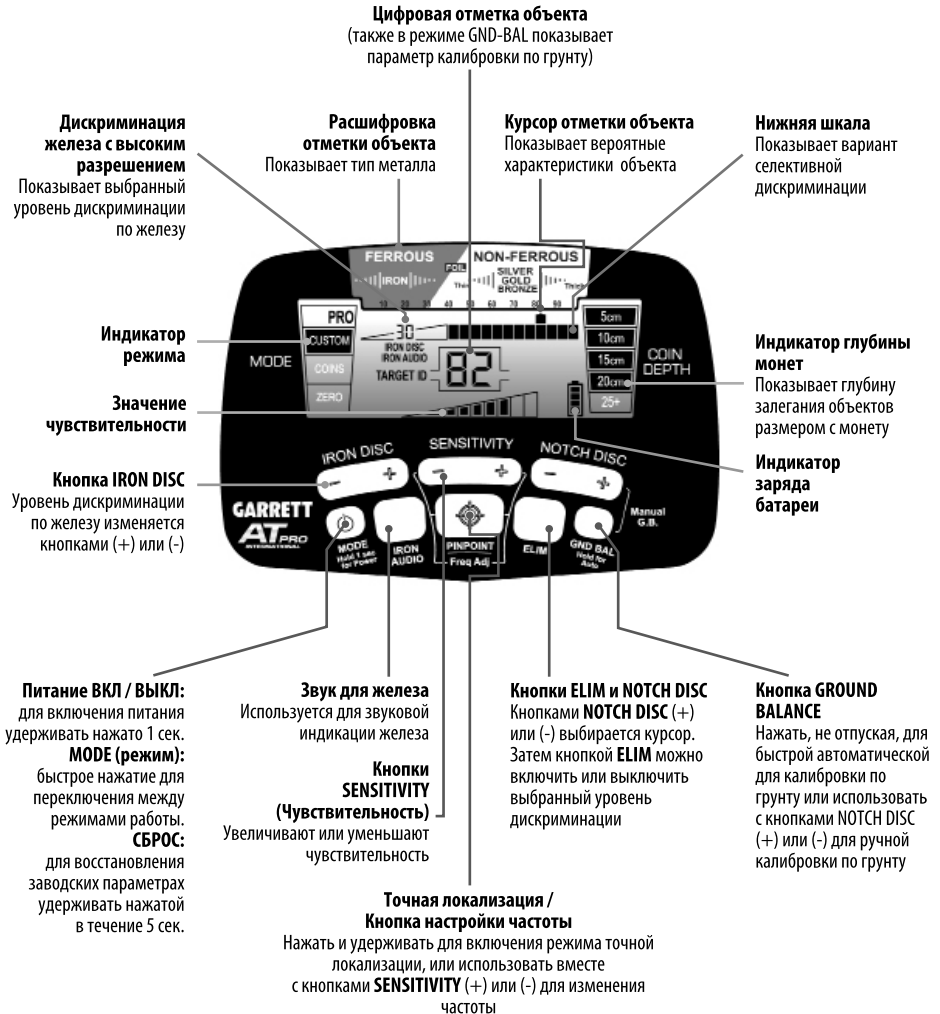 Цифровая отметка объекта
(также в режиме GND-BAL показывает
параметр калибровки по грунту)
Дискриминация
железа с высоким
разрешением
Показывает выбранный
уровень дискриминации
по железу
Расшифровка
отметки объекта
Показывает тип металла
Курсор отметки объекта
Показывает вероятные
характеристики объекта
Нижняя шкала
Показывает вариант
селективной
дискриминации
FERROUS
NON-FERROUS
IRON
FOIL
Thin
SILVER
GOLD
BRONZE
Thick
10 20 30 40 50 60 70 80 90
Индикатор
режима
Значение
чувствительности
MODE
PRO
CUSTOM
COINS
ZERO
30
IRON DISC
IRON AUDIO
TARGET ID
82
5cm
10cm
15cm
20cm
25+
COIN
DEPTH
Индикатор глубины
монет
Показывает глубину
залегания объектов
размером с монету
Индикатор
заряда
батареи
Кнопка IRON DISC
Уровень дискриминации
по железу изменяется
кнопками (+) или (-)
IRON DISC
- +
SENSITIVITY
- +
NOTCH DISC
- +
GARRETT
AT PRO
INTERNATIONAL
MODE
Hold 1 sec
for Power
IRON
AUDIO
PINPOINT
Freq Adj
ELIM
GND BAL
Hold for
Auto
Manual
G.B.
Питание ВКЛ / ВЫКЛ:
для включения питания
удерживать нажато 1 сек.
MODE (режим):
быстрое нажатие для
переключения между
режимами работы.
СБРОС:
для восстановления
заводских параметрах
удерживать нажатой
в течение 5 сек.
Звук для железа
Используется для звуковой
индикации железа
Кнопки
SENSITIVITY
(Чувствительность)
Увеличивают или уменьшают
чувствительность
Кнопки ELIM и NOTCH DISC
Кнопками NOTCH DISC (+)
или (-) выбирается курсор.
Затем кнопкой ELIM можно
включить или выключить
выбранный уровень
дискриминации
Кнопка GROUND
BALANCE
Нажать, не отпуская, для
быстрой автоматической
для калибровки по
грунту или использовать
с кнопками NOTCH DISC
(+) или (-) для ручной
калибровки по грунту
Точная локализация /
Кнопка настройки частоты
Нажать и удерживать для включения режима точной
локализации, или использовать вместе
с кнопками SENSITIVITY (+) или (-) для изменения
частоты